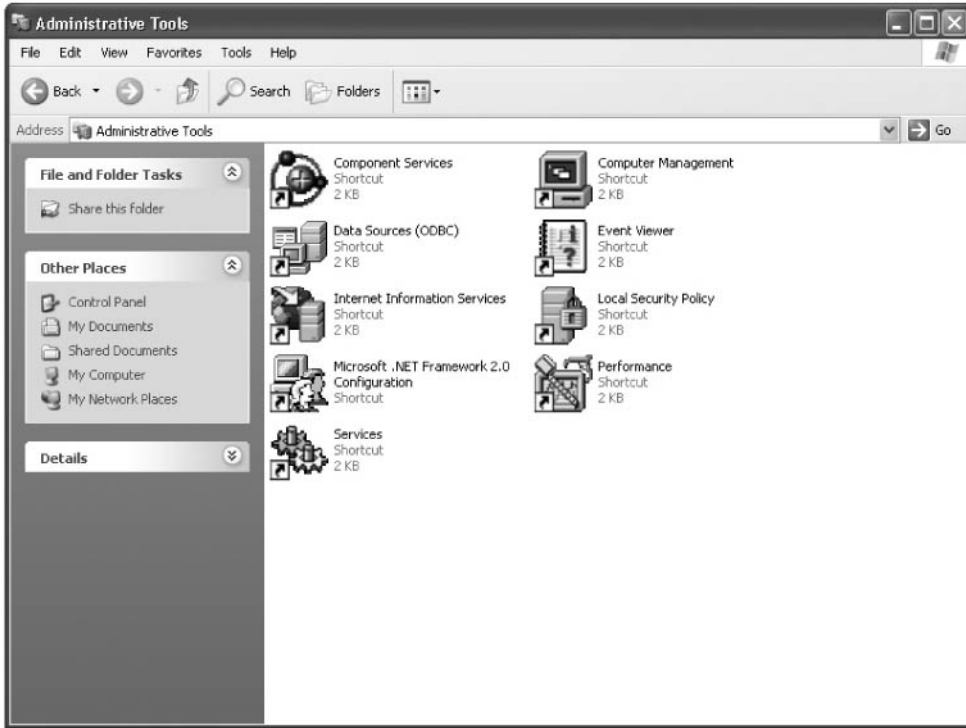 Administrative Tools
File Edit View Favorites Tools Help
Back Search Folders
Address Administrative Tools Go
File and Folder Tasks
Share this folder
Other Places
Control Panel
My Documents
Shared Documents
My Computer
My Network Places
Details
Component Services
Shortcut
2 KB
Computer Management
Shortcut
2 KB
Data Sources (ODBC)
Shortcut
2 KB
Event Viewer
Shortcut
2 KB
Internet Information Services
Shortcut
2 KB
Local Security Policy
Shortcut
2 KB
Microsoft .NET Framework 2.0
Configuration
Shortcut
Performance
Shortcut
2 KB
Services
Shortcut
2 KB